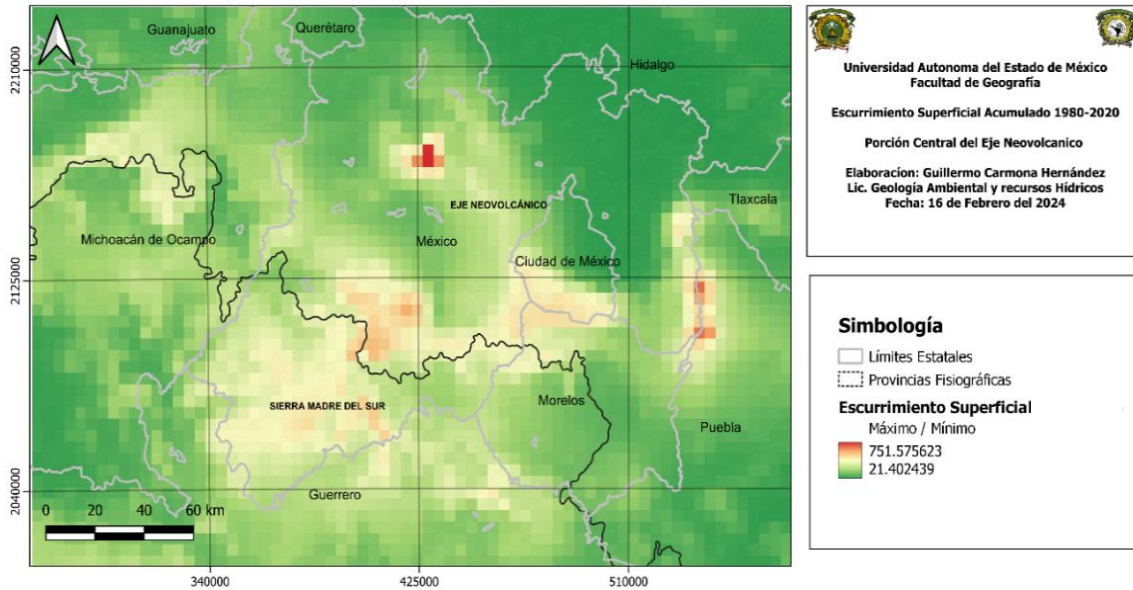 Guanajuato
Querétaro
Hidalgo
Tlaxcala
EJE NEOVOLCÁNICO
Michoacán de Ocampo
México
Ciudad de México
SIERRA MADRE DEL SUR
Morelos
Puebla
Guerrero
0 20 40 60 km
2210000
2125000
2040000
340000
425000
510000
Universidad Autonoma del Estado de México
Facultad de Geografía
Escurrimiento Superficial Acumulado 1980-2020
Porción Central del Eje Neovolcanico
Elaboracíon: Guillermo Carmona Hernández
Lic. Geología Ambiental y recursos Hídricos
Fecha: 16 de Febrero del 2024
Simbología
Límites Estatales
Provincias Fisiográficas
Escurrimiento Superficial
Máximo / Mínimo
751.575623
21.402439